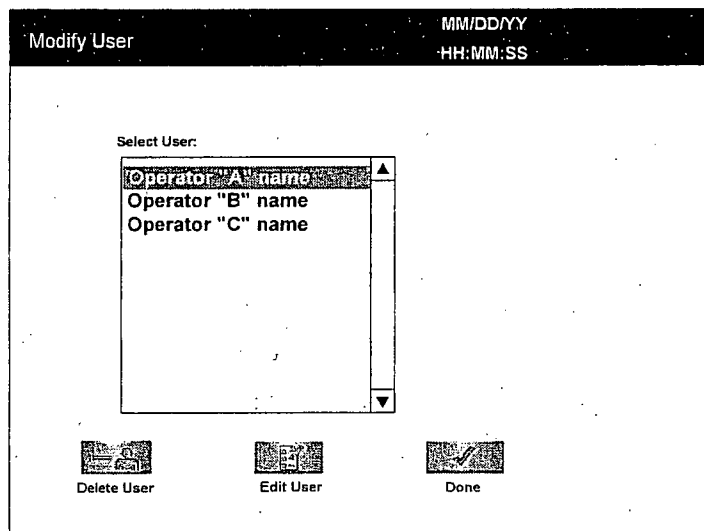 Modify User
MM/DD/YY
HH:MM:SS
Select User:
Operator "A" name
Operator "B" name
Operator "C" name
Delete User
Edit User
Done